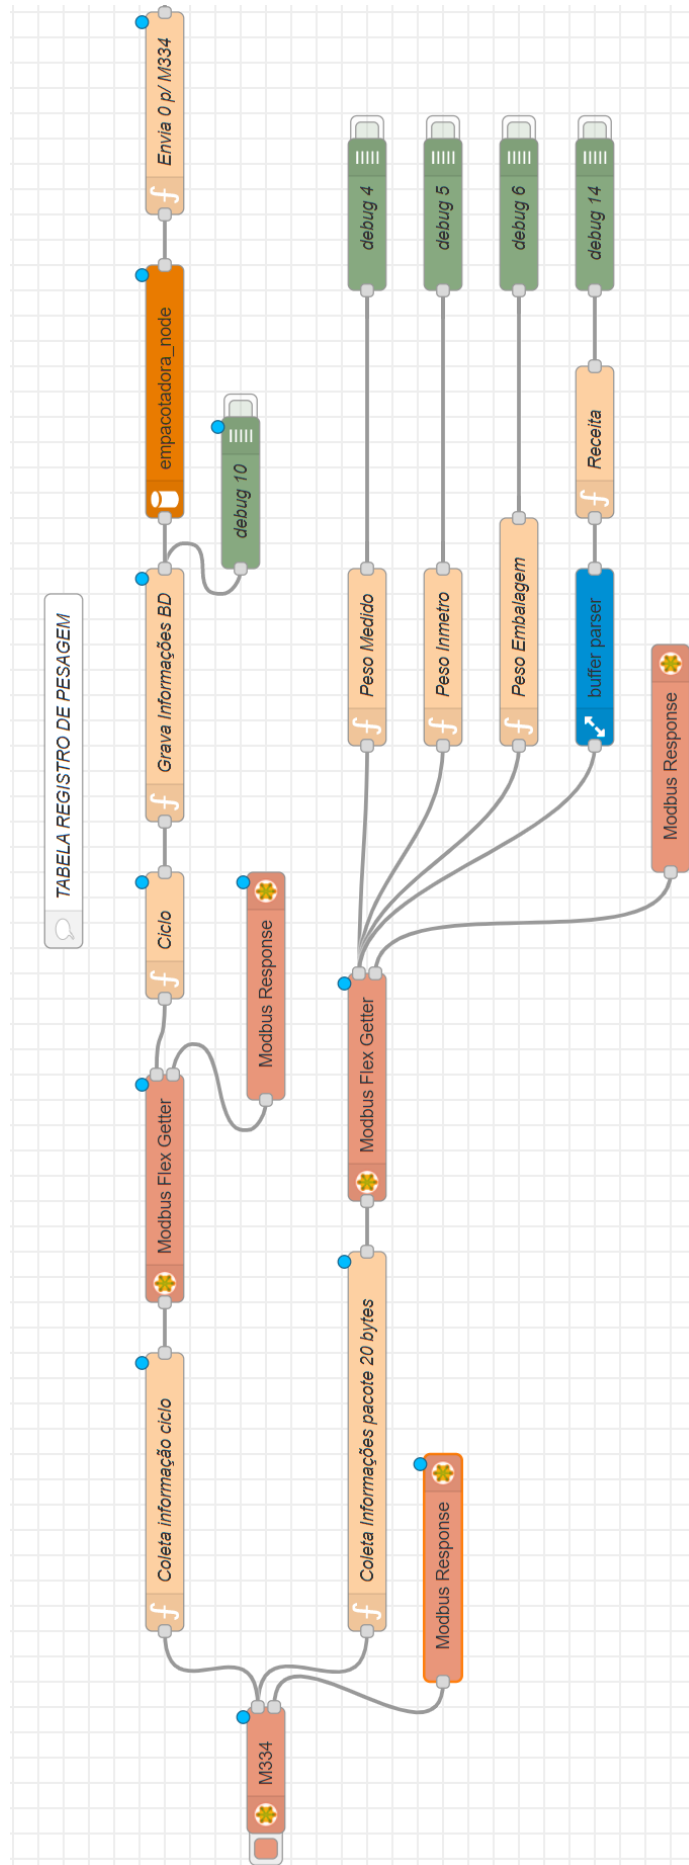 TABELA REGISTRO DE PESAGEM
M334
Coleta informação ciclo
Modbus Flex Getter
Ciclo
Grava Informações BD
empacotadora_node
Envia 0 p/ M334
debug 10
Modbus Response
Coleta Informações pacote 20 bytes
Modbus Flex Getter
Peso Medido
debug 4
Peso Inmetro
debug 5
Modbus Response
Peso Embalagem
debug 6
buffer parser
Receita
debug 14
Modbus Response